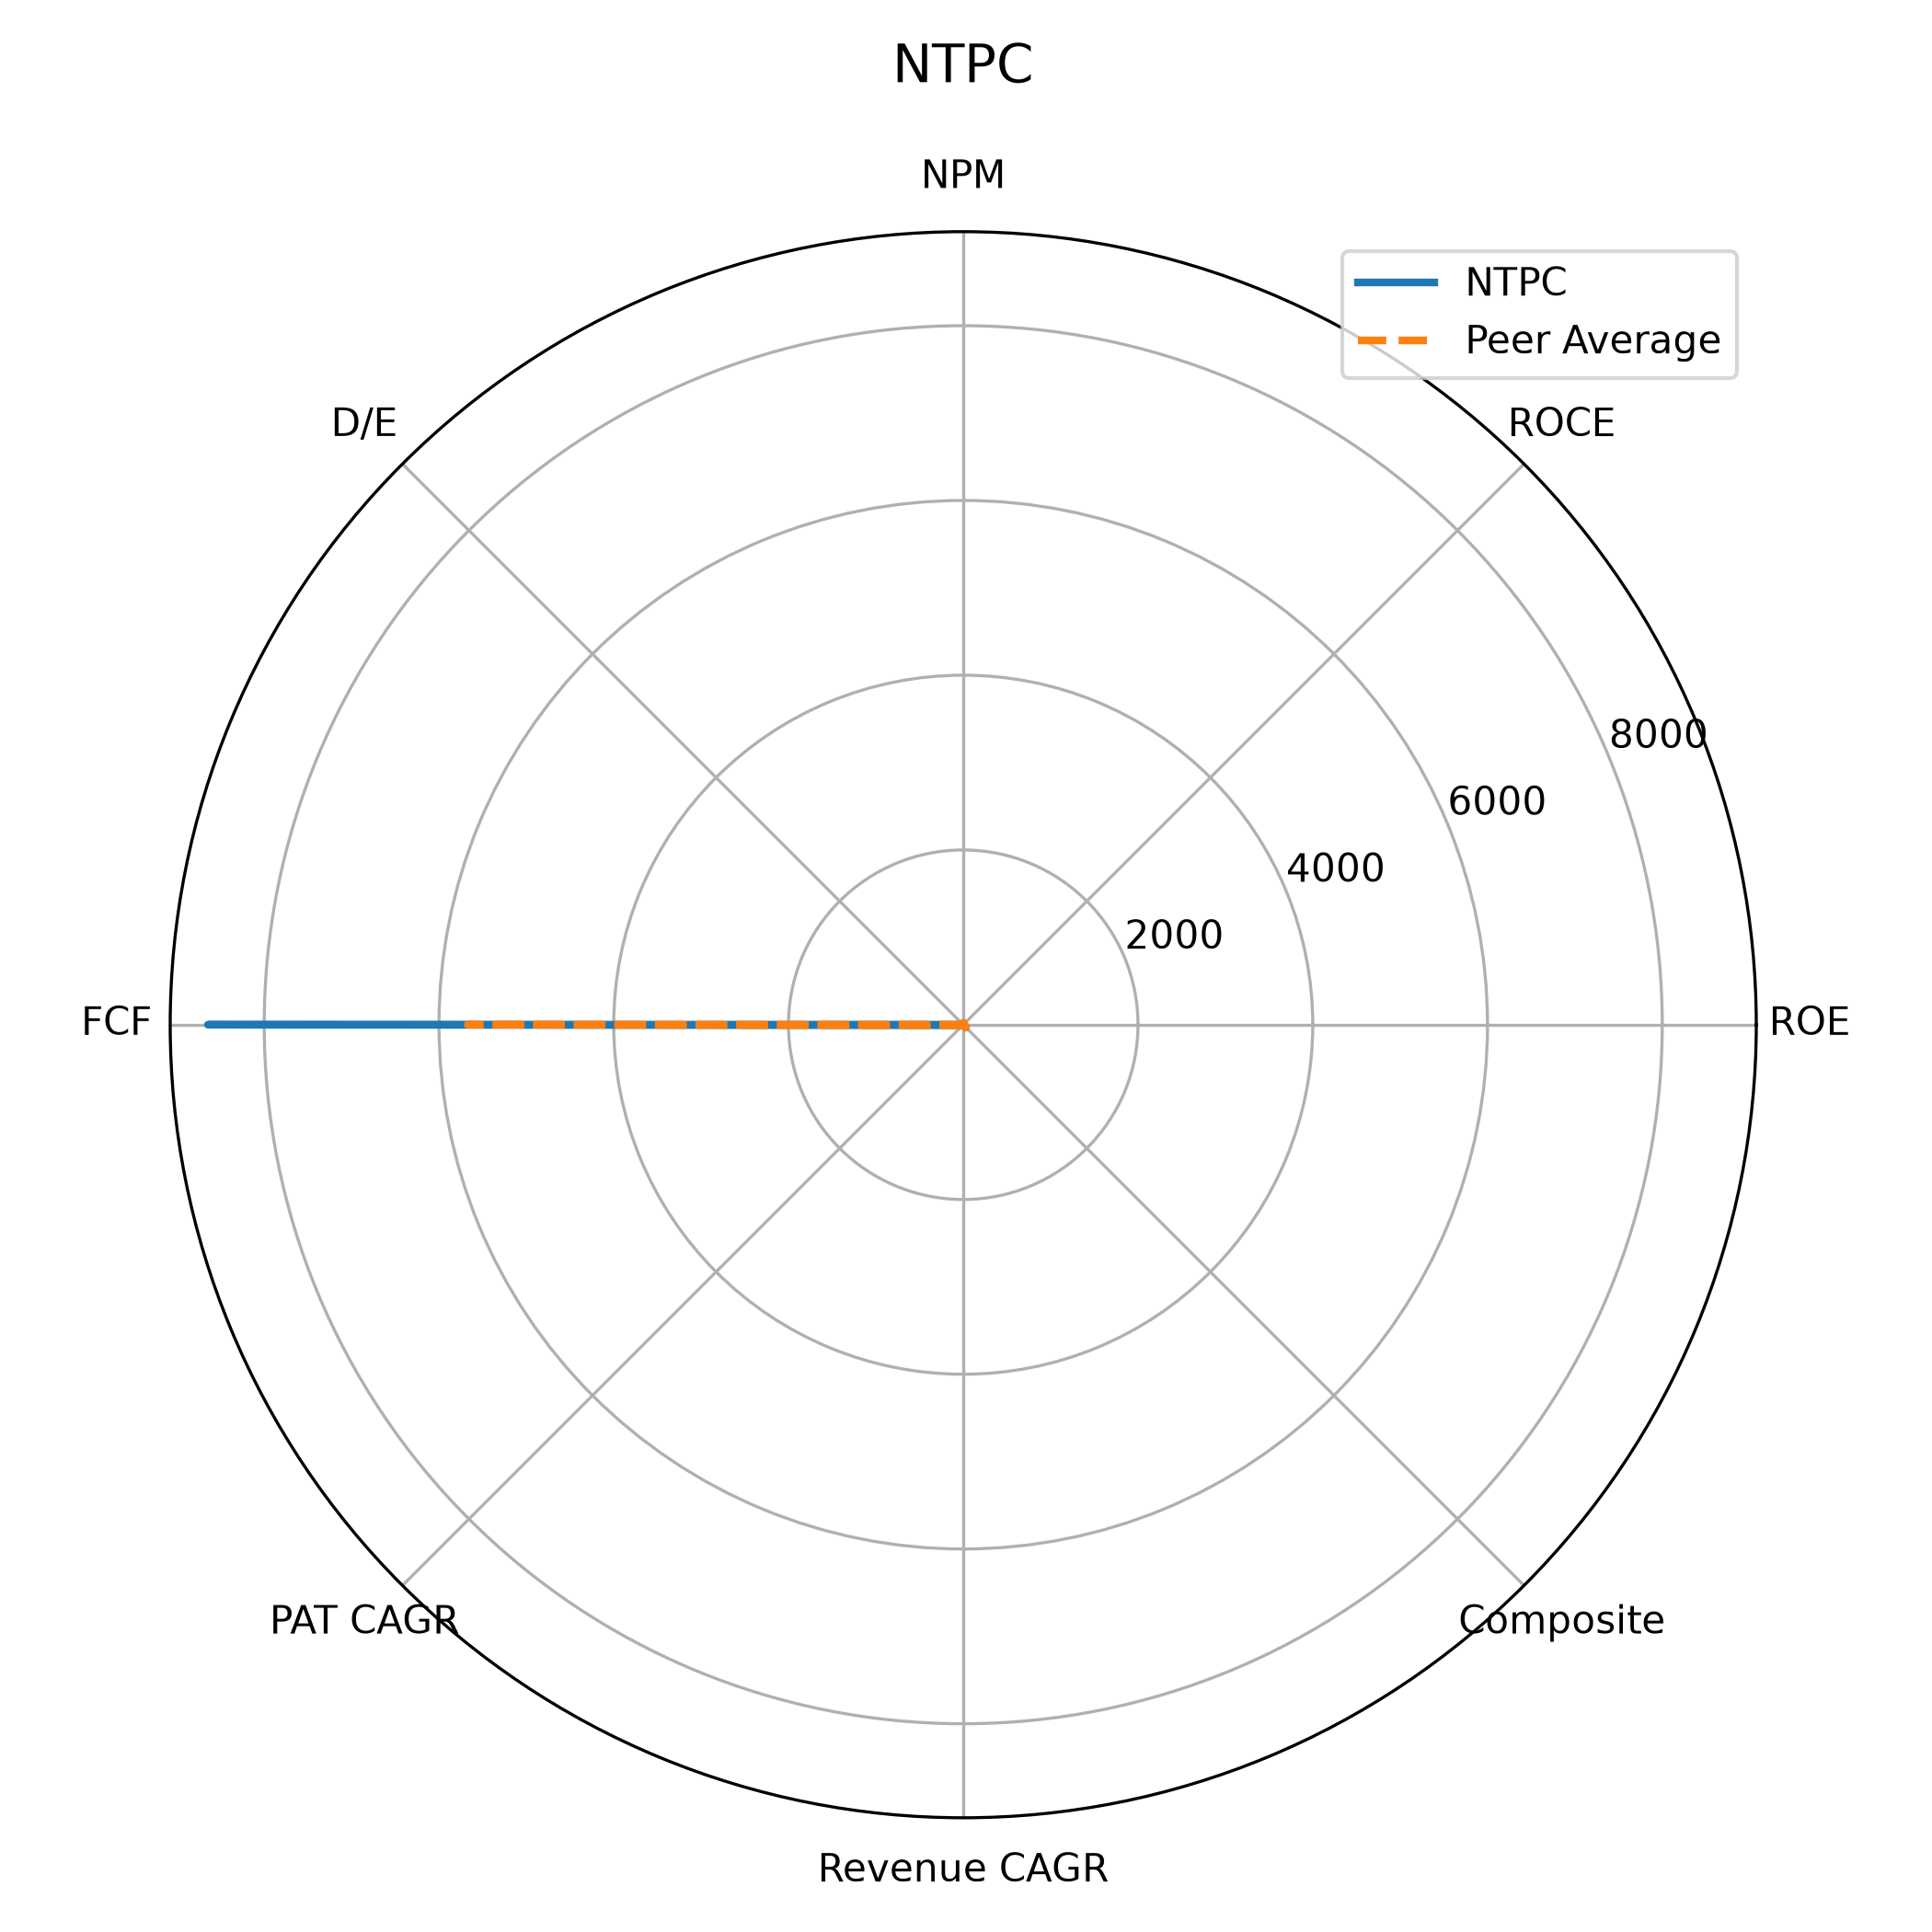 NTPC
NPM
NTPC
Peer Average
D/E
ROCE
8000
6000
4000
2000
FCF
ROE
PAT CAGR
Composite
Revenue CAGR